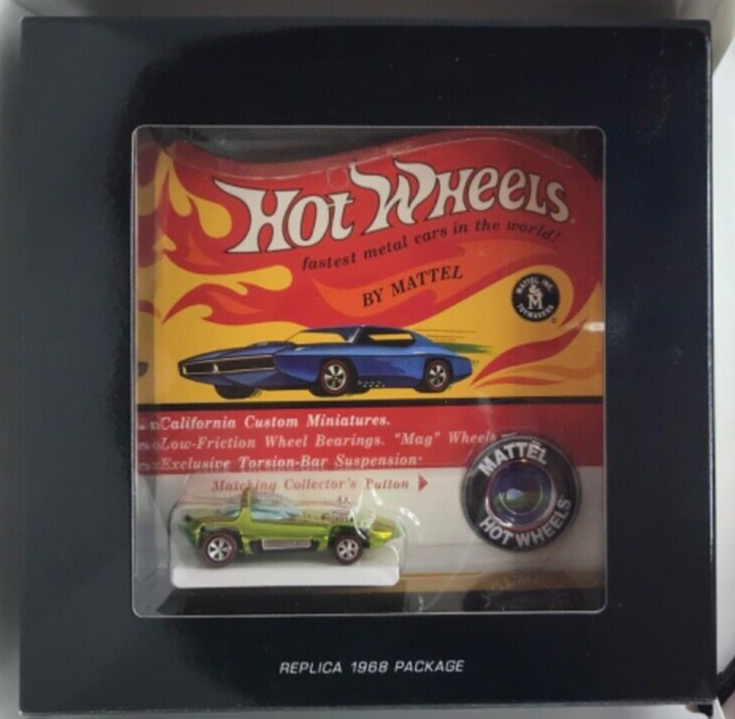 Hot Wheels
fastest metal cars in the world!
BY MATTEL
MATTEL, INC.
M
TOYMAKERS
California Custom Miniatures.
Low-Friction Wheel Bearings. "Mag" Wheels
Exclusive Torsion-Bar Suspension
Matching Collector's Button
MATTEL
HOT WHEELS
REPLICA 1968 PACKAGE